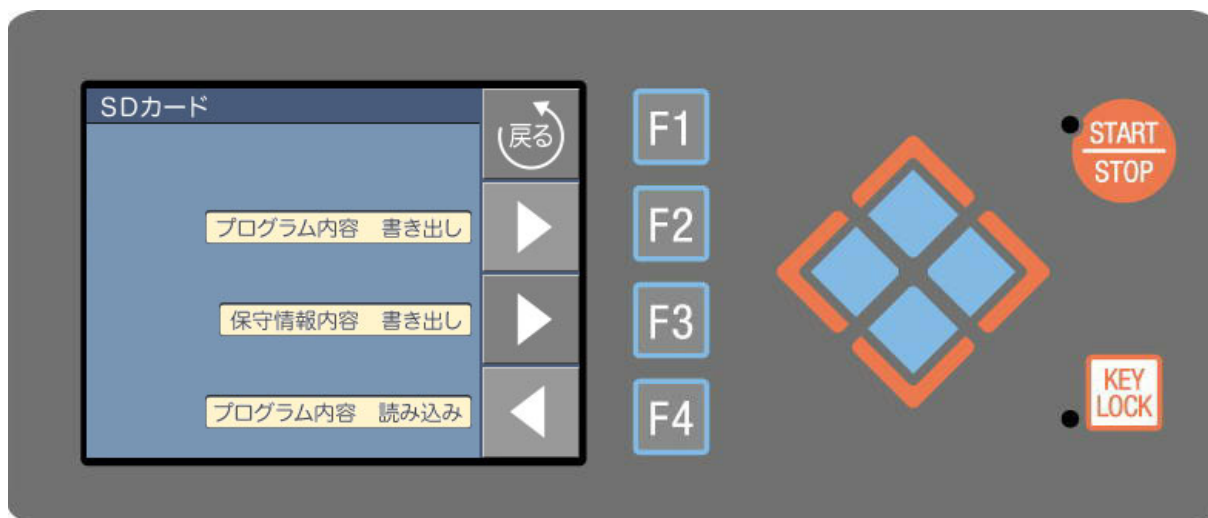 SDカード
戻る
プログラム内容　書き出し
保守情報内容　書き出し
プログラム内容　読み込み
F1
F2
F3
F4
START
STOP
KEY
LOCK